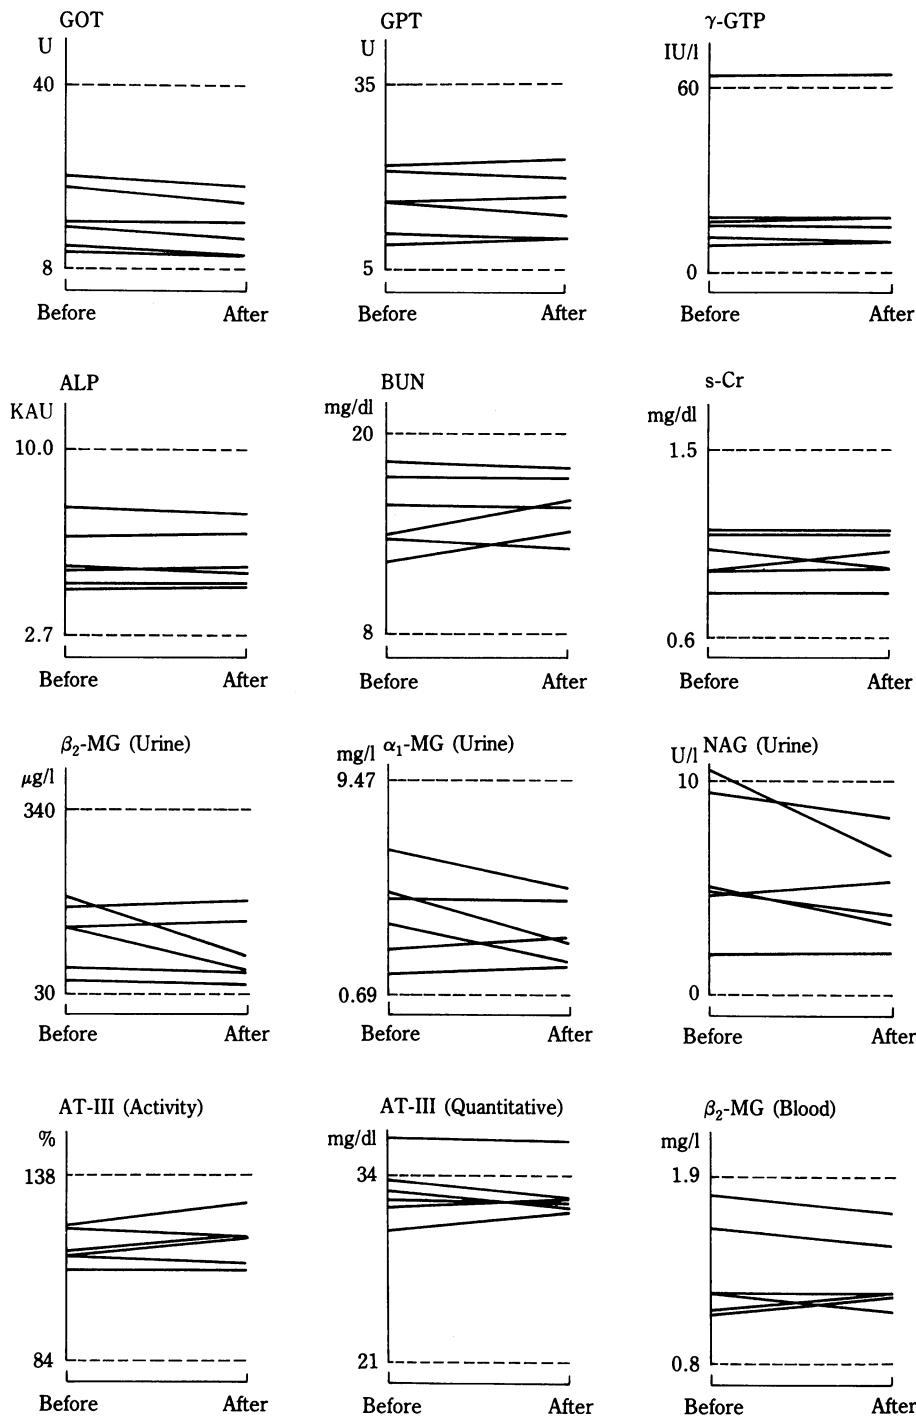 GOT
U
40
8
Before After
GPT
U
35
5
Before After
γ-GTP
IU/l
60
0
Before After
ALP
KAU
10.0
2.7
Before After
BUN
mg/dl
20
8
Before After
s-Cr
mg/dl
1.5
0.6
Before After
β₂-MG (Urine)
μg/l
340
30
Before After
α₁-MG (Urine)
mg/l
9.47
0.69
Before After
NAG (Urine)
U/l
10
0
Before After
AT-III (Activity)
%
138
84
Before After
AT-III (Quantitative)
mg/dl
34
21
Before After
β₂-MG (Blood)
mg/l
1.9
0.8
Before After